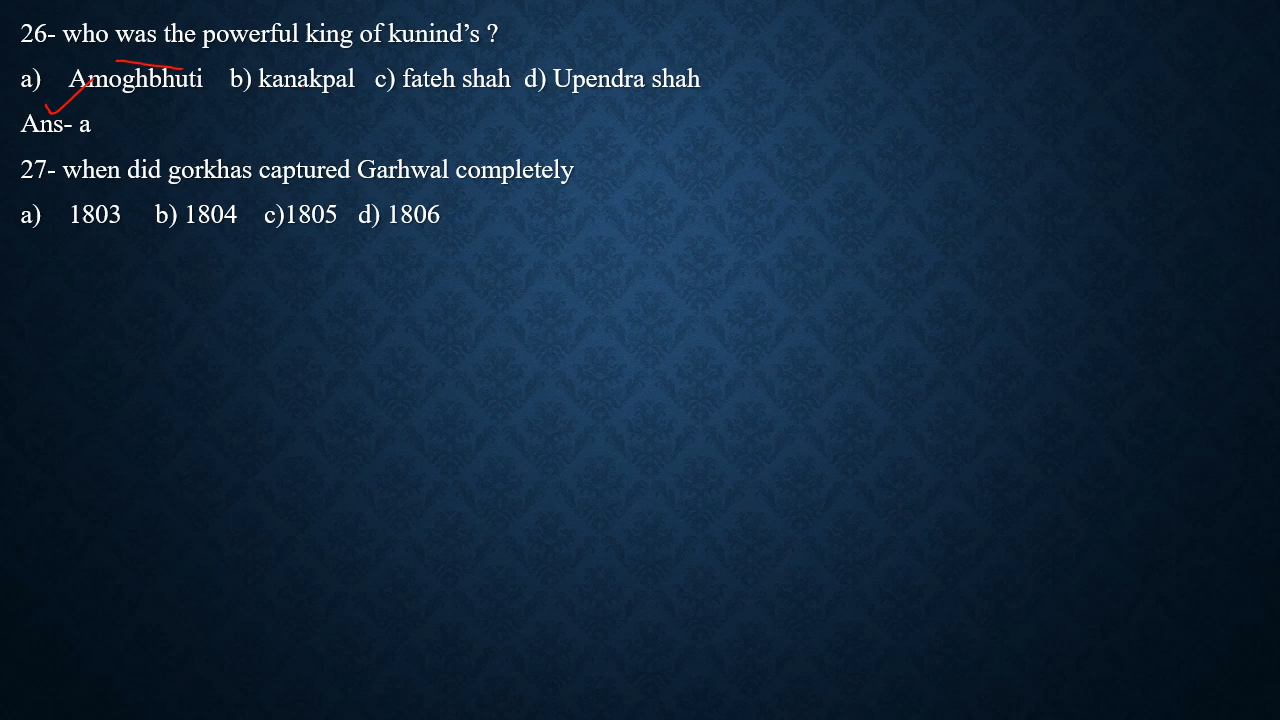 26- who was the powerful king of kunind’s ?
a) Amoghbhuti b) kanakpal c) fateh shah d) Upendra shah
Ans- a
27- when did gorkhas captured Garhwal completely
a) 1803 b) 1804 c)1805 d) 1806